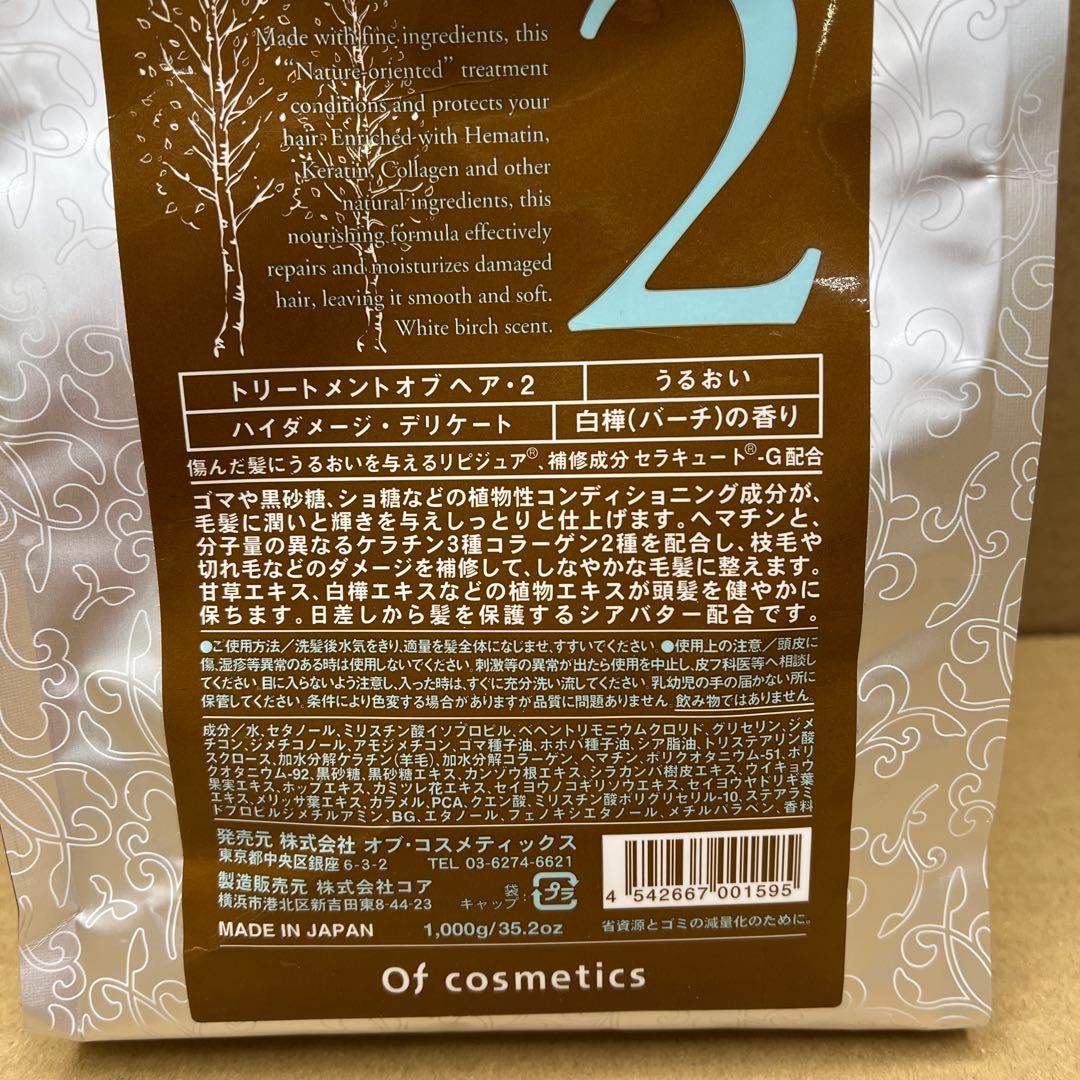 Made with fine ingredients, this
“Nature-oriented” treatment
conditions and protects your
hair. Enriched with Hematin,
Keratin, Collagen and other
natural ingredients, this
nourishing formula effectively
repairs and moisturizes damaged
hair, leaving it smooth and soft.
White birch scent.
2
トリートメントオブ ヘア・2 うるおい
ハイダメージ・デリケート 白樺(バーチ)の香り
傷んだ髪にうるおいを与えるリピジュア®、補修成分 セラキュート®-G配合
ゴマや黒砂糖、ショ糖などの植物性コンディショニング成分が、
毛髪に潤いと輝きを与えしっとりと仕上げます。ヘマチンと、
分子量の異なるケラチン3種コラーゲン2種を配合し、枝毛や
切れ毛などのダメージを補修して、しなやかな毛髪に整えます。
甘草エキス、白樺エキスなどの植物エキスが頭髪を健やかに
保ちます。日差しから髪を保護するシアバター配合です。
●ご使用方法／洗髪後水気をきり、適量を髪全体になじませ、すすいでください ●使用上の注意／頭皮に
傷、湿疹等異常のある時は使用しないでください 刺激等の異常が出たら使用を中止し、皮フ科医等へ相談し
てください 目に入らないよう注意し、入った時は、すぐに充分洗い流してください 乳幼児の手の届かない所に
保管してください 条件により色変する場合がありますが品質に問題ありません 飲み物ではありません
成分／水、セタノール、ミリスチン酸イソプロピル、ベヘントリモニウムクロリド、グリセリン、ジメ
チコン、ジメチコノール、アモジメチコン、ゴマ種子油、ホホバ種子油、シア脂油、トリステアリン酸
スクロース、加水分解ケラチン(羊毛)、加水分解コラーゲン、ヘマチン、ポリクオタニウム-51、ポリ
クオタニウム-92、黒砂糖、黒砂糖エキス、カンゾウ根エキス、シラカンバ樹皮エキス、ウイキョウ
果実エキス、ホップエキス、カミツレ花エキス、セイヨウノコギリソウエキス、セイヨウヤドリギ葉
エキス、メリッサ葉エキス、カラメル、PCA、クエン酸、ミリスチン酸ポリグリセリル-10、ステアラミ
ドプロピルジメチルアミン、BG、エタノール、フェノキシエタノール、メチルパラベン、香料
発売元 株式会社 オブ・コスメティックス
東京都中央区銀座 6-3-2 TEL 03-6274-6621
製造販売元 株式会社コア
横浜市港北区新吉田東8-44-23
袋:
キャップ:
プラ
4 542667 001595
MADE IN JAPAN 1,000g/35.2oz
省資源とゴミの減量化のために。
Of cosmetics